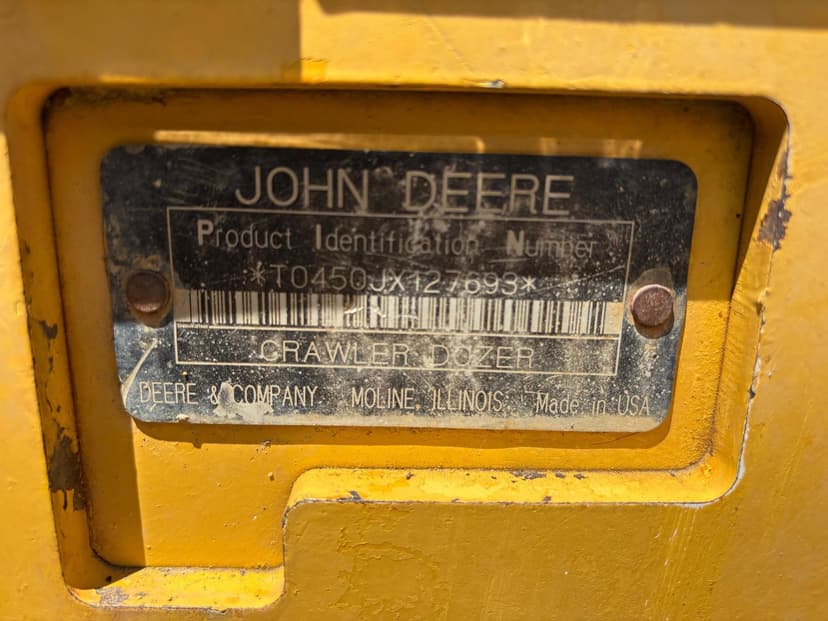 JOHN DEERE
Product Identification Number
*T0450JX127693*
CRAWLER DOZER
DEERE & COMPANY MOLINE, ILLINOIS Made in USA